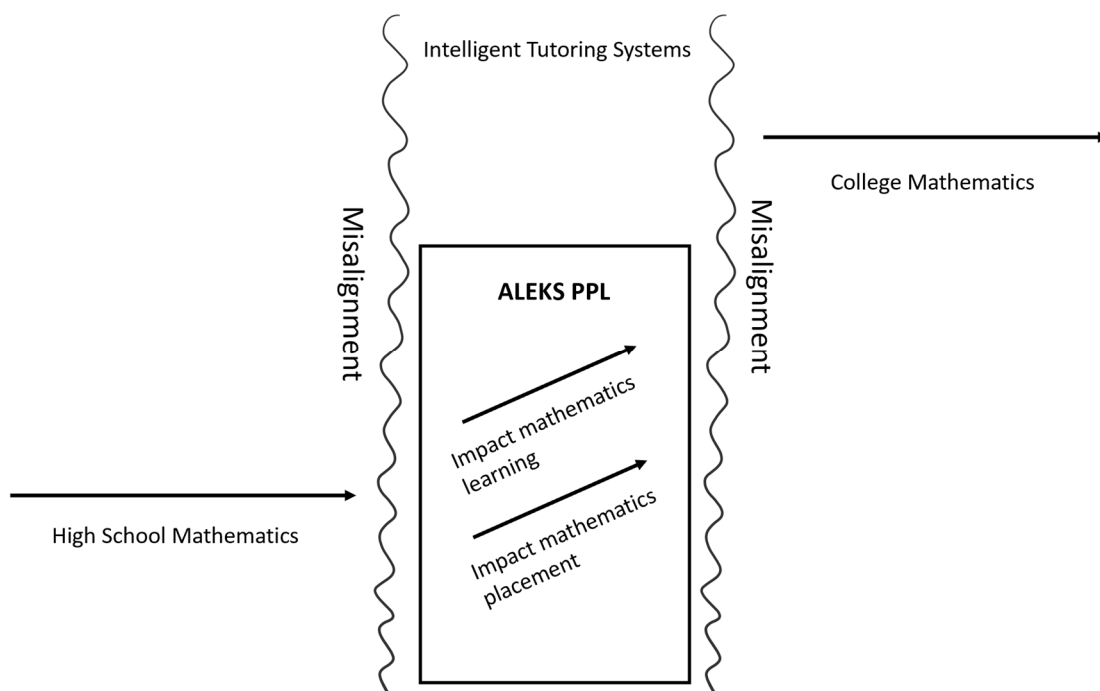 Intelligent Tutoring Systems
College Mathematics
Misalignment
Misalignment
ALEKS PPL
Impact mathematics
learning
Impact mathematics
placement
High School Mathematics